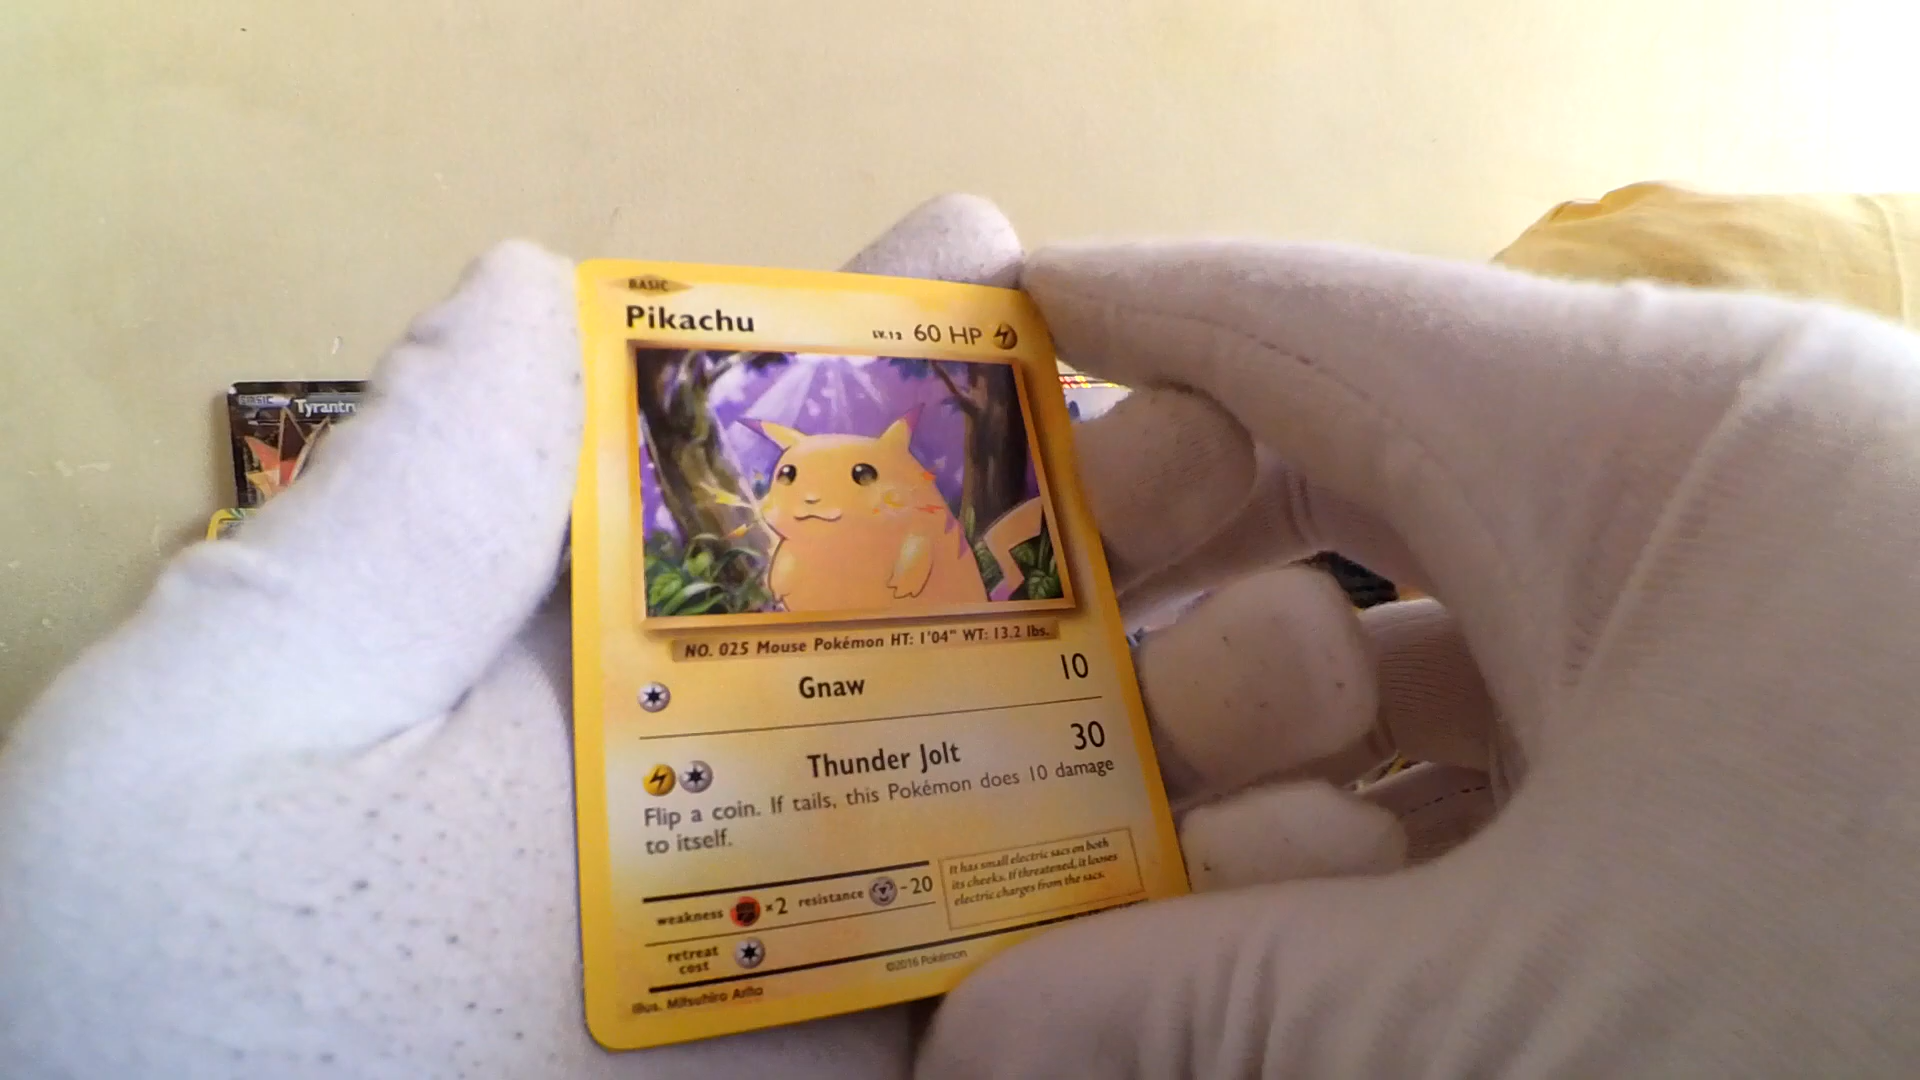 BASIC
Pikachu
LV.12 60 HP
NO. 025 Mouse Pokémon HT: 1'04" WT: 13.2 lbs.
Gnaw 10
Thunder Jolt 30
Flip a coin. If tails, this Pokémon does 10 damage
to itself.
weakness ×2 resistance -20
It has small electric sacs on both
its cheeks. If threatened, it looses
electric charges from the sacs.
retreat
cost
©2016 Pokémon
Illus. Mitsuhiro Arita
BASIC
Tyrantr